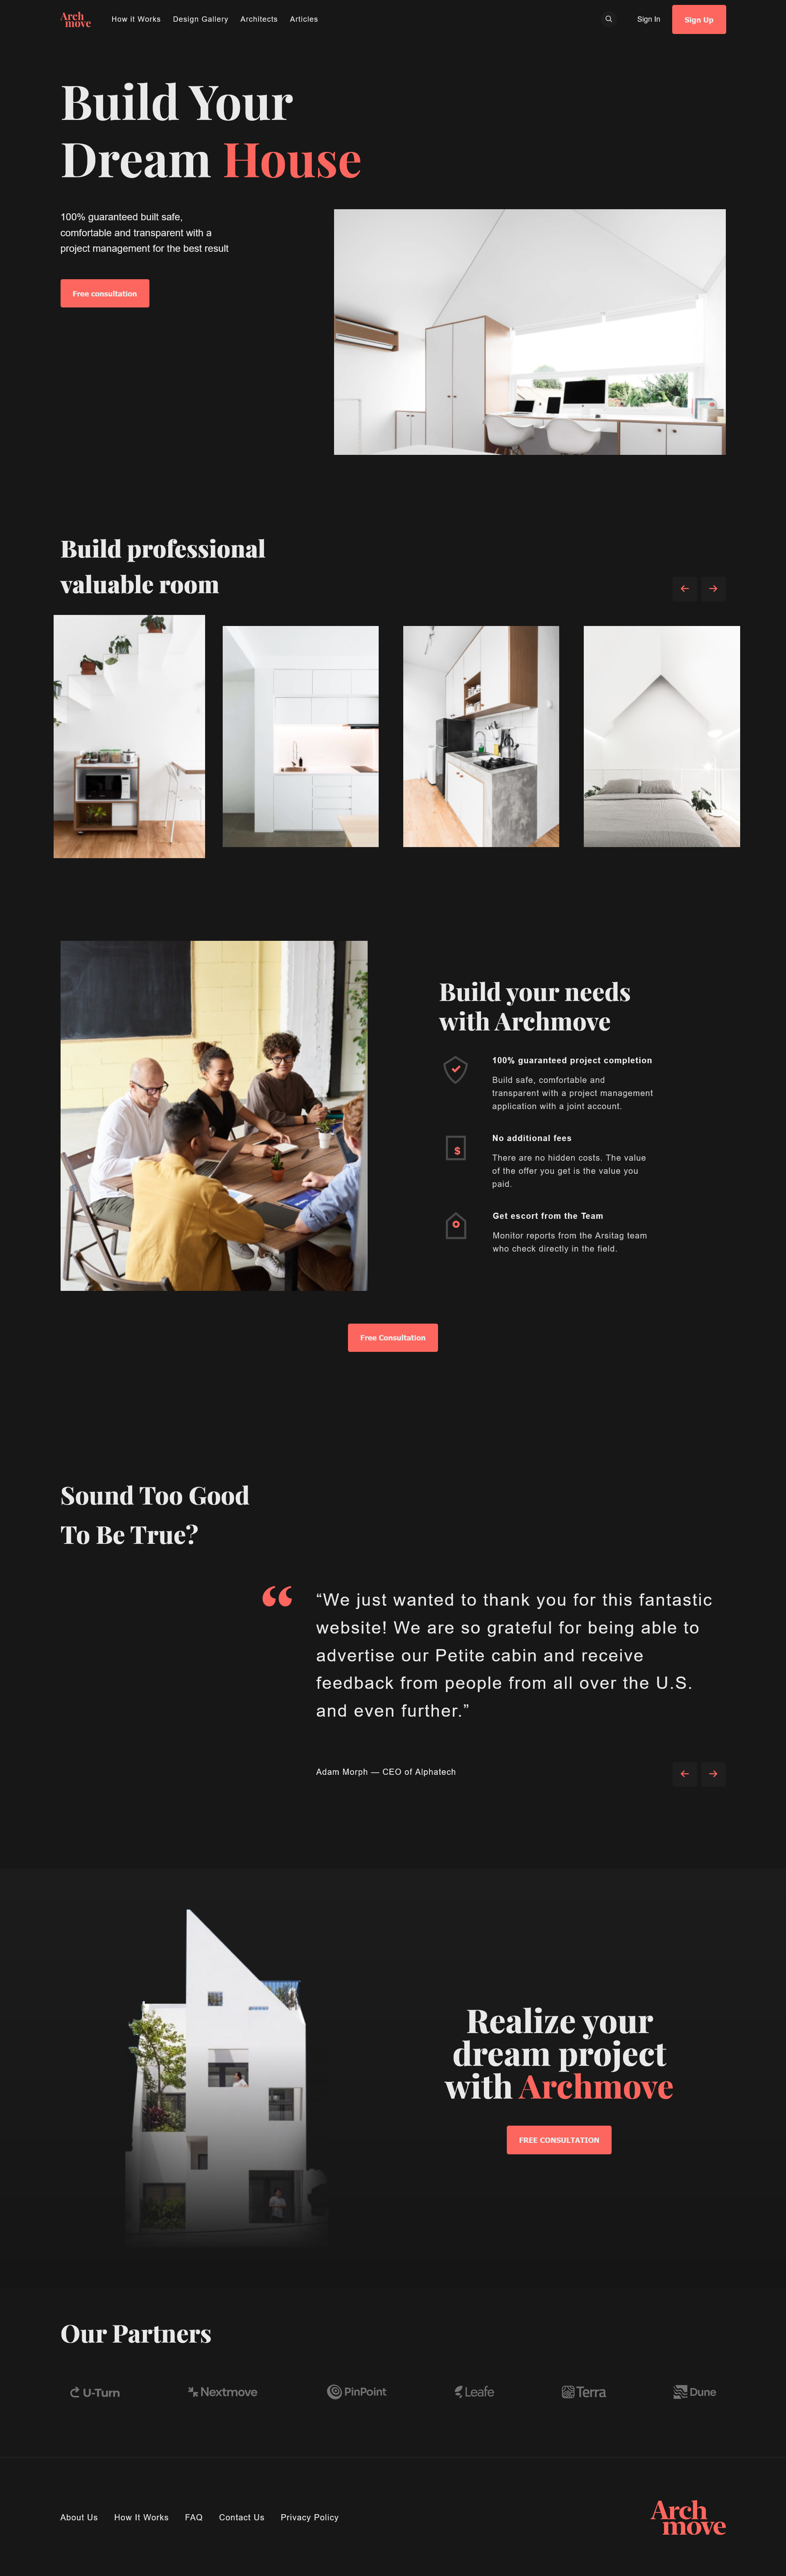 Arch
move
How it Works
Design Gallery
Architects
Articles
Sign In
Sign Up
Build Your
Dream House
100% guaranteed built safe,
comfortable and transparent with a
project management for the best result
Free consultation
Build professional
valuable room
Build your needs
with Archmove
100% guaranteed project completion
Build safe, comfortable and
transparent with a project management
application with a joint account.
$
No additional fees
There are no hidden costs. The value
of the offer you get is the value you
paid.
Get escort from the Team
Monitor reports from the Arsitag team
who check directly in the field.
Free Consultation
Sound Too Good
To Be True?
“
“We just wanted to thank you for this fantastic
website! We are so grateful for being able to
advertise our Petite cabin and receive
feedback from people from all over the U.S.
and even further.”
Adam Morph — CEO of Alphatech
Realize your
dream project
with Archmove
FREE CONSULTATION
Our Partners
U-Turn
Nextmove
PinPoint
Leafe
Terra
Dune
About Us
How It Works
FAQ
Contact Us
Privacy Policy
Arch
move